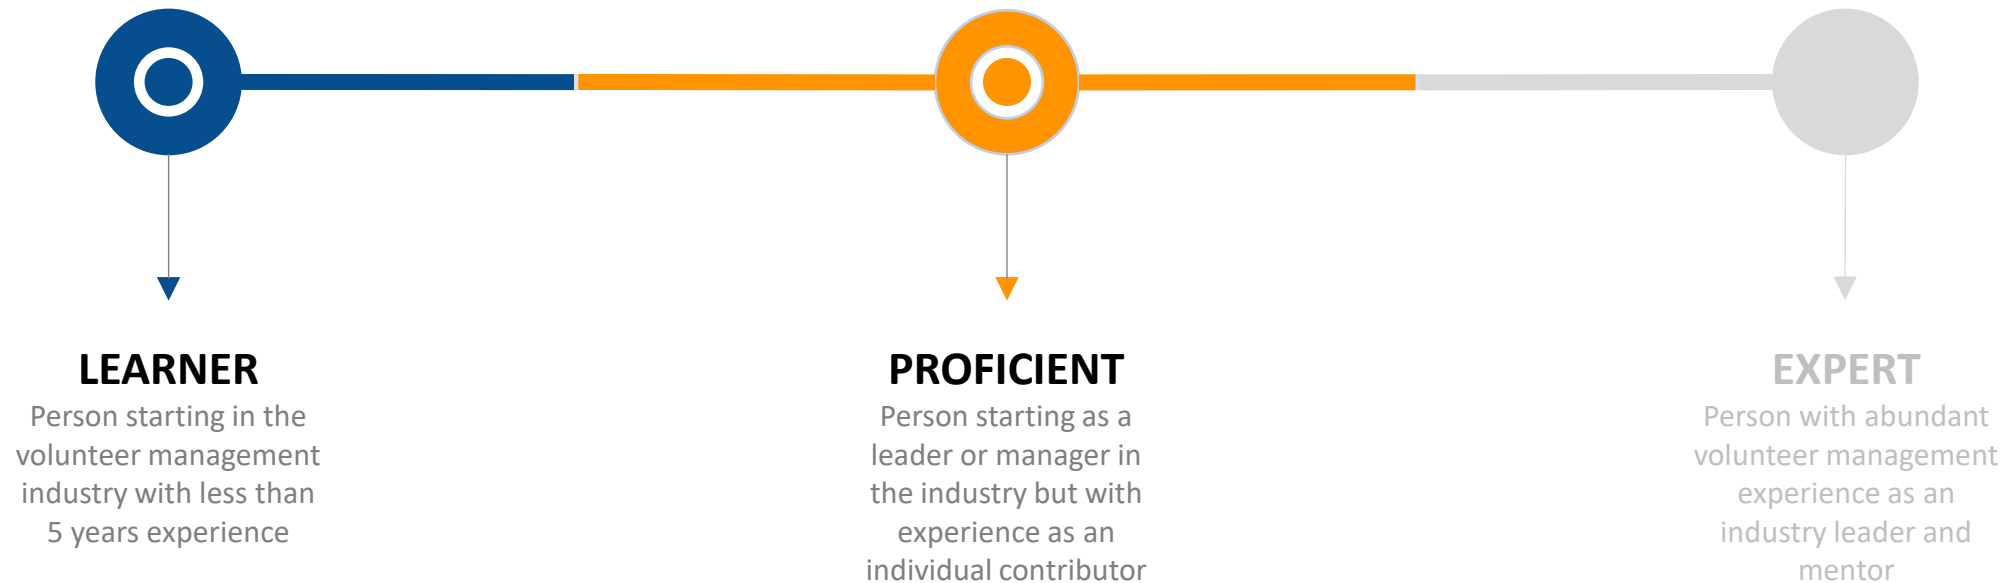 LEARNER
Person starting in the
volunteer management
industry with less than
5 years experience
PROFICIENT
Person starting as a
leader or manager in
the industry but with
experience as an
individual contributor
EXPERT
Person with abundant
volunteer management
experience as an
industry leader and
mentor